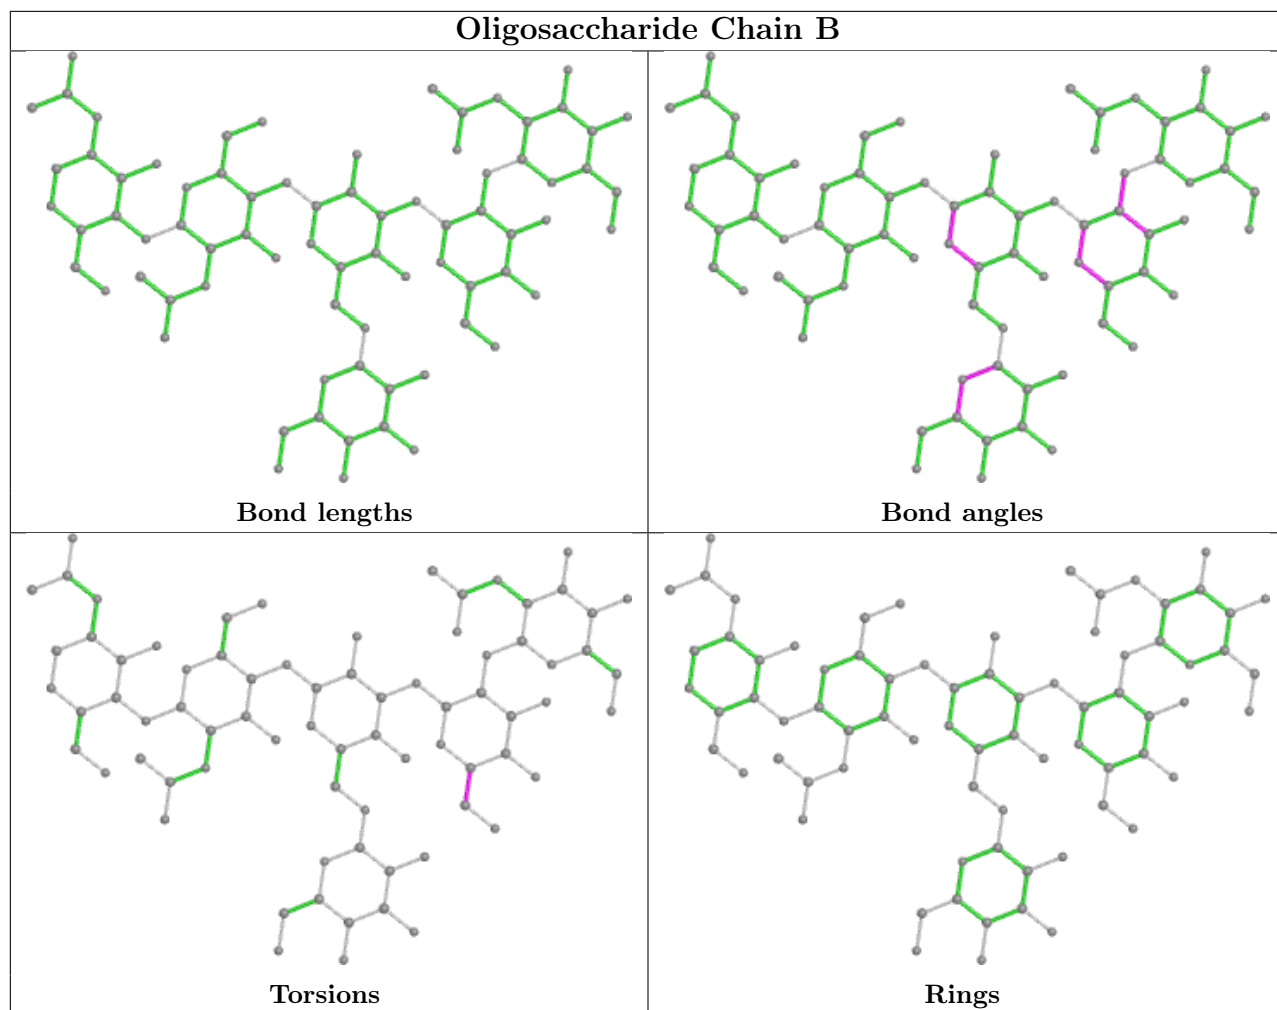 Oligosaccharide Chain B
Bond lengths
Bond angles
Torsions
Rings